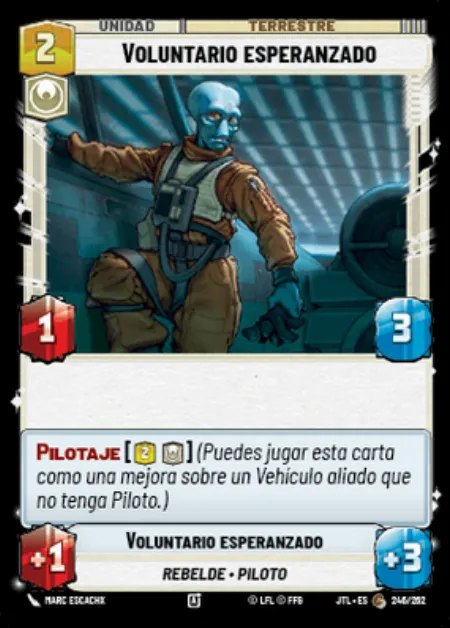 UNIDAD TERRESTRE
2 VOLUNTARIO ESPERANZADO
1 3
PILOTAJE [2] (Puedes jugar esta carta
como una mejora sobre un Vehículo aliado que
no tenga Piloto.)
VOLUNTARIO ESPERANZADO
+1 +3
REBELDE • PILOTO
MARC ESCACHX A © LFL © FFG JTL • ES 246/262